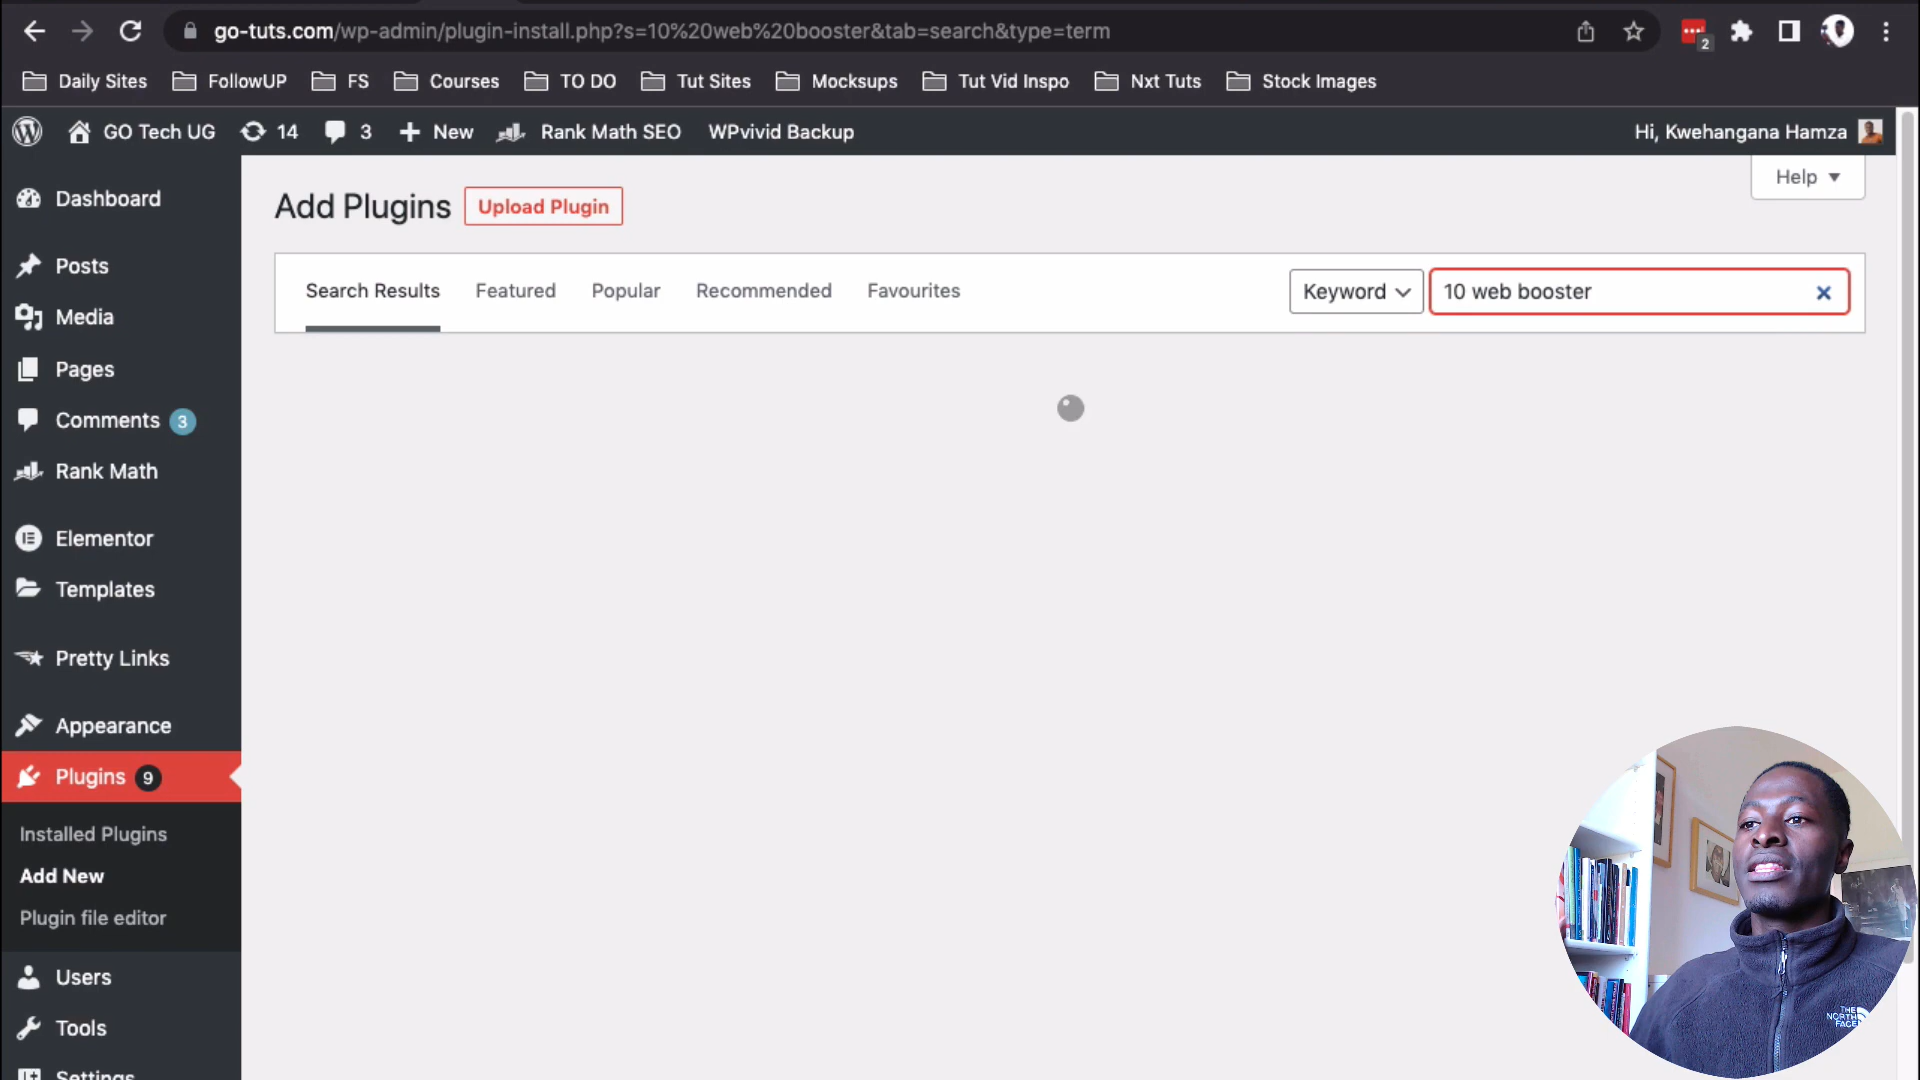 go-tuts.com/wp-admin/plugin-install.php?s=10%20web%20booster&tab=search&type=term
2
Daily Sites FollowUP FS Courses TO DO Tut Sites Mocksups Tut Vid Inspo Nxt Tuts Stock Images
GO Tech UG 14 3 New Rank Math SEO WPvivid Backup Hi, Kwehangana Hamza
Help
Dashboard
Add Plugins Upload Plugin
Posts
Search Results Featured Popular Recommended Favourites Keyword 10 web booster
Media
Pages
Comments 3
Rank Math
Elementor
Templates
Pretty Links
Appearance
Plugins 9
Installed Plugins
Add New
Plugin file editor
Users
Tools
Settings
THE
NORTH
FACE